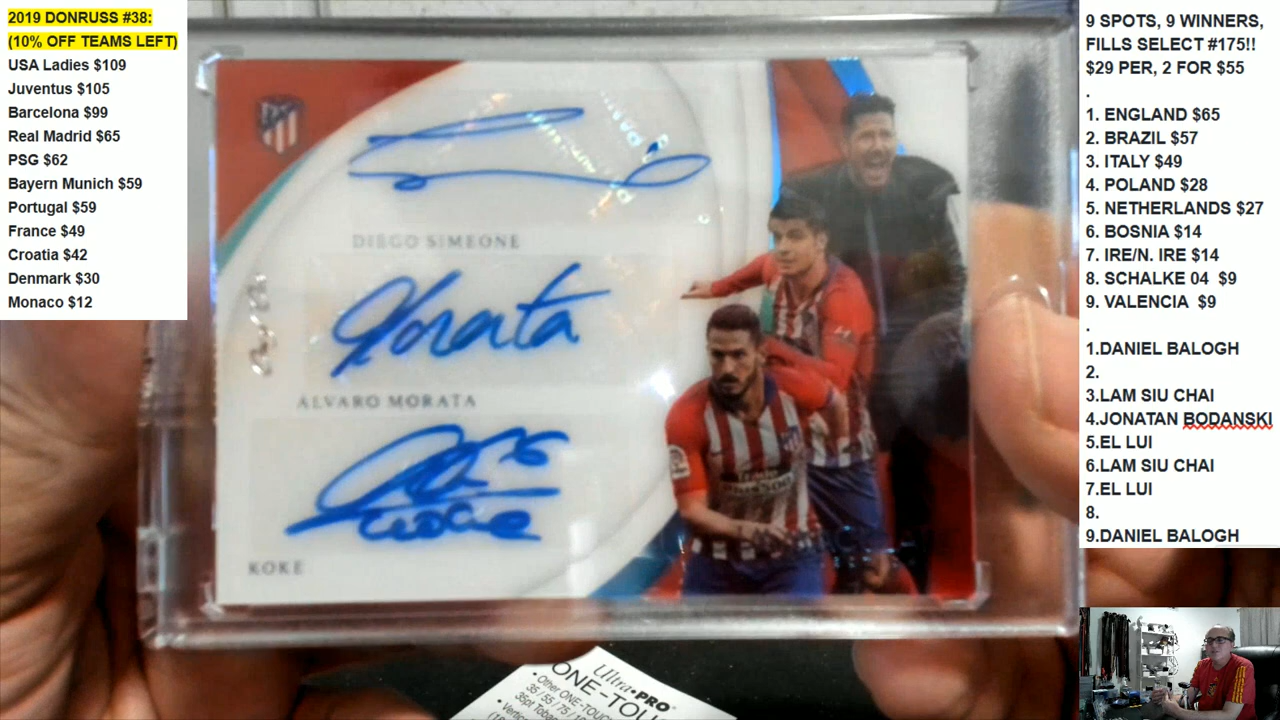 2019 DONRUSS #38:
(10% OFF TEAMS LEFT)
USA Ladies $109
Juventus $105
Barcelona $99
Real Madrid $65
PSG $62
Bayern Munich $59
Portugal $59
France $49
Croatia $42
Denmark $30
Monaco $12
DIEGO SIMEONE
Morata
ALVARO MORATA
KOKE
Ultra•PRO
ONE-TOUC
• Other ONE-TOUC
9 SPOTS, 9 WINNERS,
FILLS SELECT #175!!
$29 PER, 2 FOR $55
.
1. ENGLAND $65
2. BRAZIL $57
3. ITALY $49
4. POLAND $28
5. NETHERLANDS $27
6. BOSNIA $14
7. IRE/N. IRE $14
8. SCHALKE 04 $9
9. VALENCIA $9
.
1.DANIEL BALOGH
2.
3.LAM SIU CHAI
4.JONATAN BODANSKI
5.EL LUI
6.LAM SIU CHAI
7.EL LUI
8.
9.DANIEL BALOGH